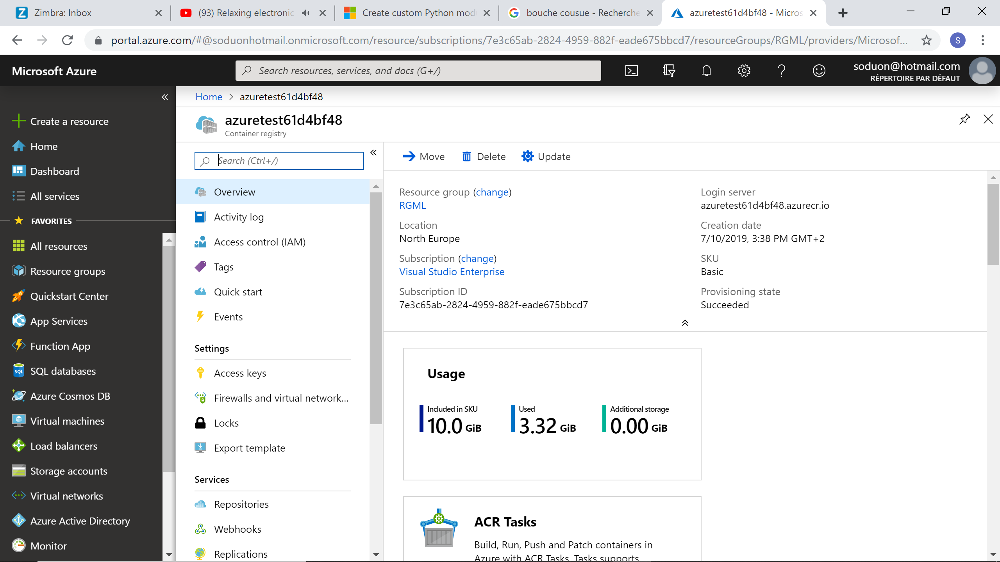 Zimbra: Inbox
(93) Relaxing electronic
Create custom Python mod
bouche cousue - Recherche
azuretest61d4bf48 - Micros
portal.azure.com/#@soduonhotmail.onmicrosoft.com/resource/subscriptions/7e3c65ab-2824-4959-882f-eade675bbcd7/resourceGroups/RGML/providers/Microsof...
S
Microsoft Azure
Search resources, services, and docs (G+/)
soduon@hotmail.com
RÉPERTOIRE PAR DÉFAUT
Create a resource
Home
Dashboard
All services
FAVORITES
All resources
Resource groups
Quickstart Center
App Services
Function App
SQL databases
Azure Cosmos DB
Virtual machines
Load balancers
Storage accounts
Virtual networks
Azure Active Directory
Monitor
Home > azuretest61d4bf48
azuretest61d4bf48
Container registry
Search (Ctrl+/)
Overview
Activity log
Access control (IAM)
Tags
Quick start
Events
Settings
Access keys
Firewalls and virtual network...
Locks
Export template
Services
Repositories
Webhooks
Replications
Move
Delete
Update
Resource group (change)
RGML
Location
North Europe
Subscription (change)
Visual Studio Enterprise
Subscription ID
7e3c65ab-2824-4959-882f-eade675bbcd7
Login server
azuretest61d4bf48.azurecr.io
Creation date
7/10/2019, 3:38 PM GMT+2
SKU
Basic
Provisioning state
Succeeded
Usage
Included in SKU
10.0 GiB
Used
3.32 GiB
Additional storage
0.00 GiB
ACR Tasks
Build, Run, Push and Patch containers in
Azure with ACR Tasks. Tasks supports